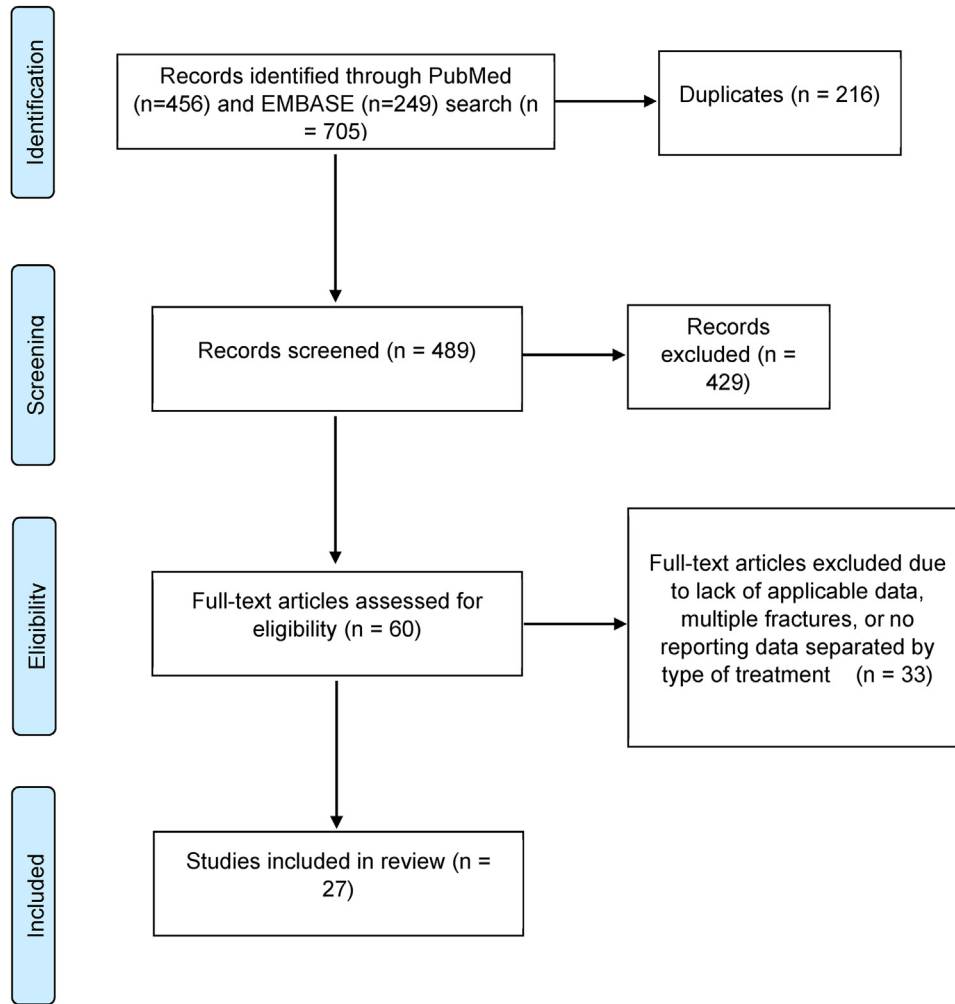 Identification
Records identified through PubMed
(n=456) and EMBASE (n=249) search (n
= 705)
Duplicates (n = 216)
Screening
Records screened (n = 489)
Records
excluded (n =
429)
Eligibility
Full-text articles assessed for
eligibility (n = 60)
Full-text articles excluded due
to lack of applicable data,
multiple fractures, or no
reporting data separated by
type of treatment (n = 33)
Included
Studies included in review (n =
27)